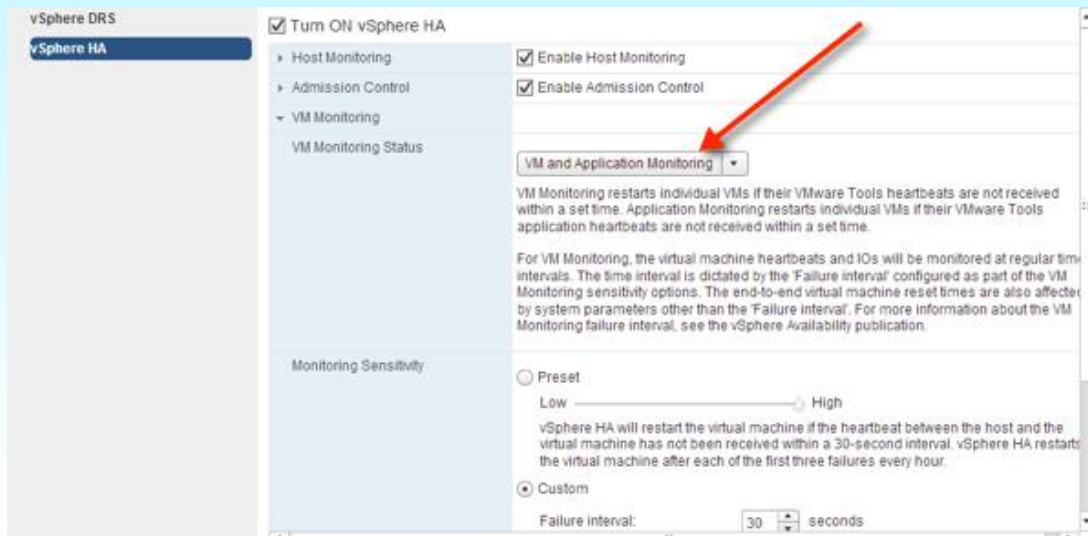 vSphere DRS
vSphere HA
Turn ON vSphere HA
Host Monitoring
Enable Host Monitoring
Admission Control
Enable Admission Control
VM Monitoring
VM Monitoring Status
VM and Application Monitoring
VM Monitoring restarts individual VMs if their VMware Tools heartbeats are not received
within a set time. Application Monitoring restarts individual VMs if their VMware Tools
application heartbeats are not received within a set time.
For VM Monitoring, the virtual machine heartbeats and IOs will be monitored at regular time
intervals. The time interval is dictated by the 'Failure interval' configured as part of the VM
Monitoring sensitivity options. The end-to-end virtual machine reset times are also affected
by system parameters other than the 'Failure interval'. For more information about the VM
Monitoring failure interval, see the vSphere Availability publication.
Monitoring Sensitivity
Preset
Low High
vSphere HA will restart the virtual machine if the heartbeat between the host and the
virtual machine has not been received within a 30-second interval. vSphere HA restarts
the virtual machine after each of the first three failures every hour.
Custom
Failure interval: 30 seconds